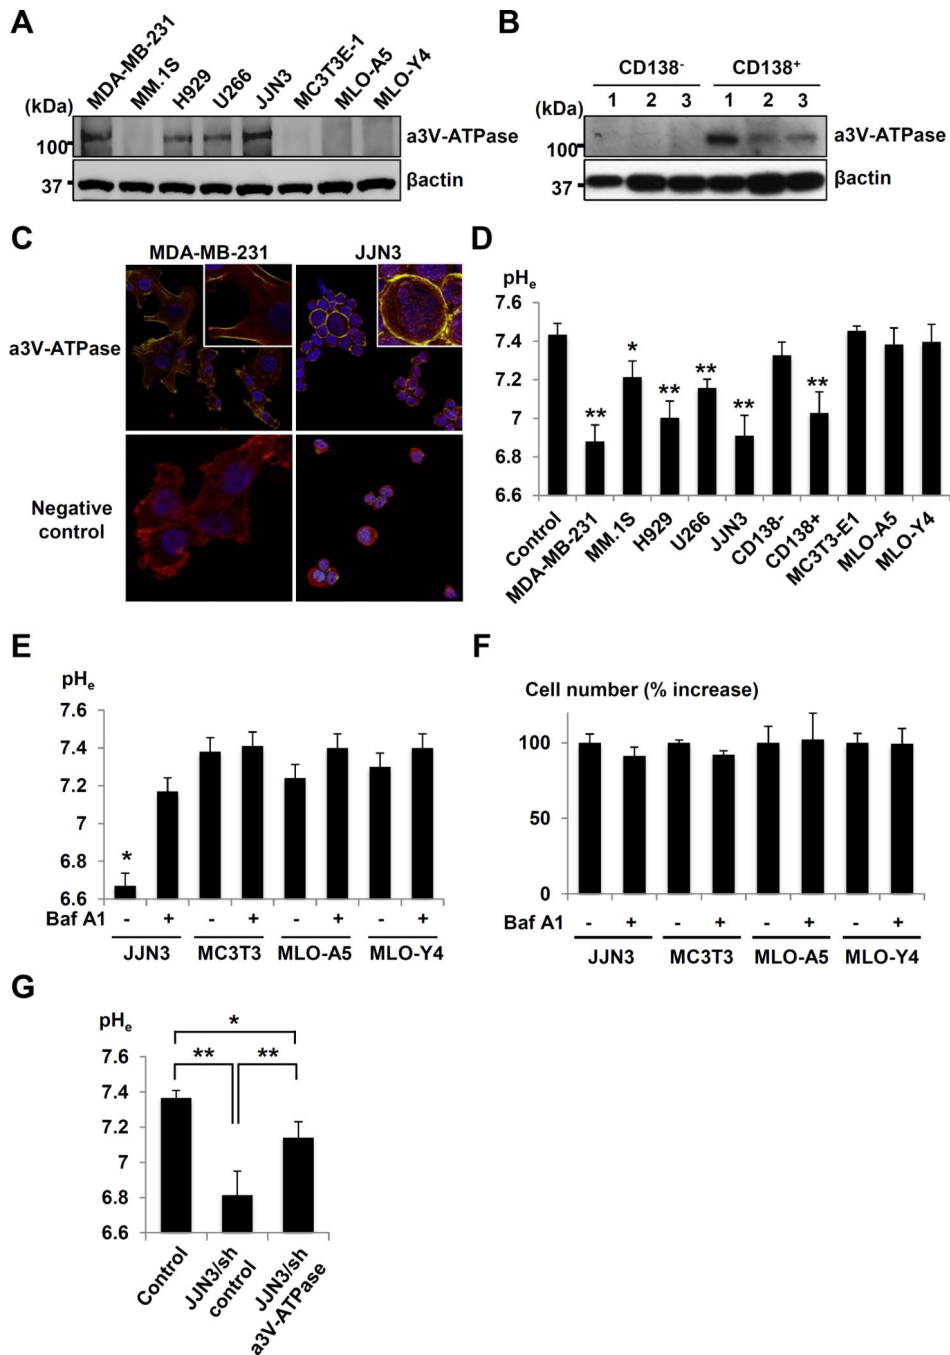 A
MDA-MB-231
MM.1S
H929
U266
JJN3
MC3T3E-1
MLO-A5
MLO-Y4
(kDa)
100
a3V-ATPase
37
βactin
B
CD138-
CD138+
1 2 3 1 2 3
(kDa)
100
a3V-ATPase
37
βactin
C
MDA-MB-231
JJN3
a3V-ATPase
Negative
control
D
pHe
7.6
7.4
7.2
7
6.8
6.6
**
*
**
**
**
**
Control
MDA-MB-231
MM.1S
H929
U266
JJN3
CD138-
CD138+
MC3T3-E1
MLO-A5
MLO-Y4
E
pHe
7.6
7.4
7.2
7
6.8
6.6
*
Baf A1 - + - + - + - +
JJN3 MC3T3 MLO-A5 MLO-Y4
F
Cell number (% increase)
100
50
0
Baf A1 - + - + - + - +
JJN3 MC3T3 MLO-A5 MLO-Y4
G
pHe
7.6
7.4
7.2
7
6.8
6.6
*
** **
Control
JJN3/sh
control
JJN3/sh
a3V-ATPase